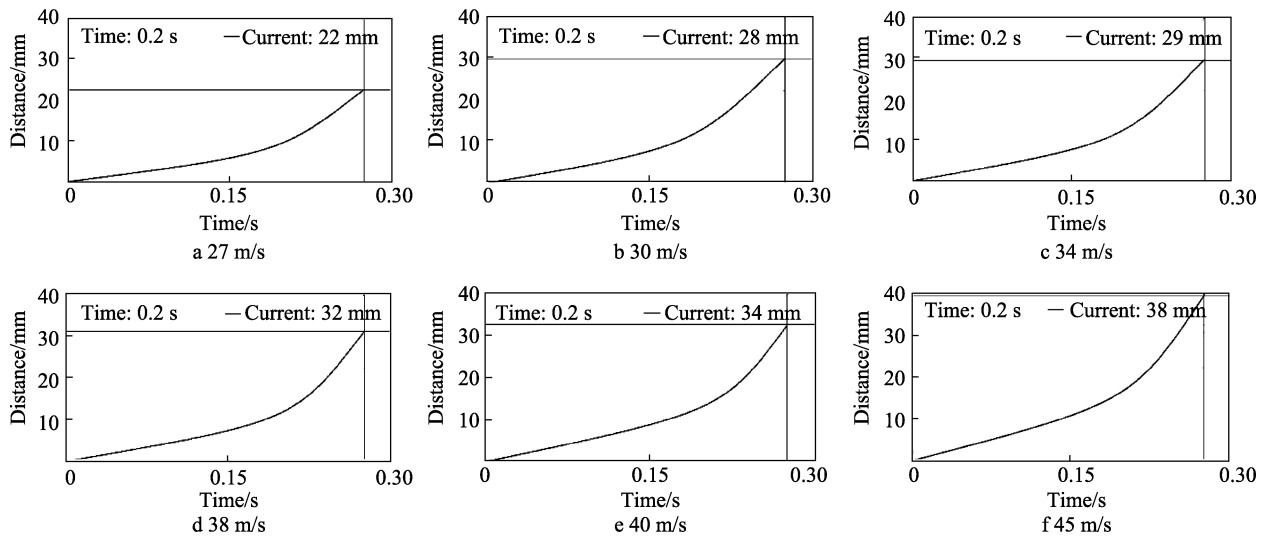 40
30
20
10
Distance/mm
Time: 0.2 s
Current: 22 mm
0
0.15
0.30
Time/s
a 27 m/s
40
30
20
10
Distance/mm
Time: 0.2 s
Current: 28 mm
0
0.15
0.30
Time/s
b 30 m/s
40
30
20
10
Distance/mm
Time: 0.2 s
Current: 29 mm
0
0.15
0.30
Time/s
c 34 m/s
40
30
20
10
Distance/mm
Time: 0.2 s
Current: 32 mm
0
0.15
0.30
Time/s
d 38 m/s
40
30
20
10
Distance/mm
Time: 0.2 s
Current: 34 mm
0
0.15
0.30
Time/s
e 40 m/s
40
30
20
10
Distance/mm
Time: 0.2 s
Current: 38 mm
0
0.15
0.30
Time/s
f 45 m/s